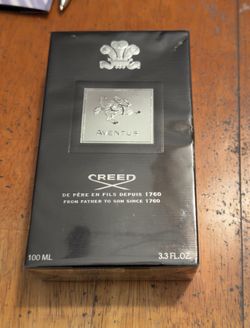 AVENTUS
CREED
DE PÈRE EN FILS DEPUIS 1760
FROM FATHER TO SON SINCE 1760
100 ML
3.3 FL.OZ.